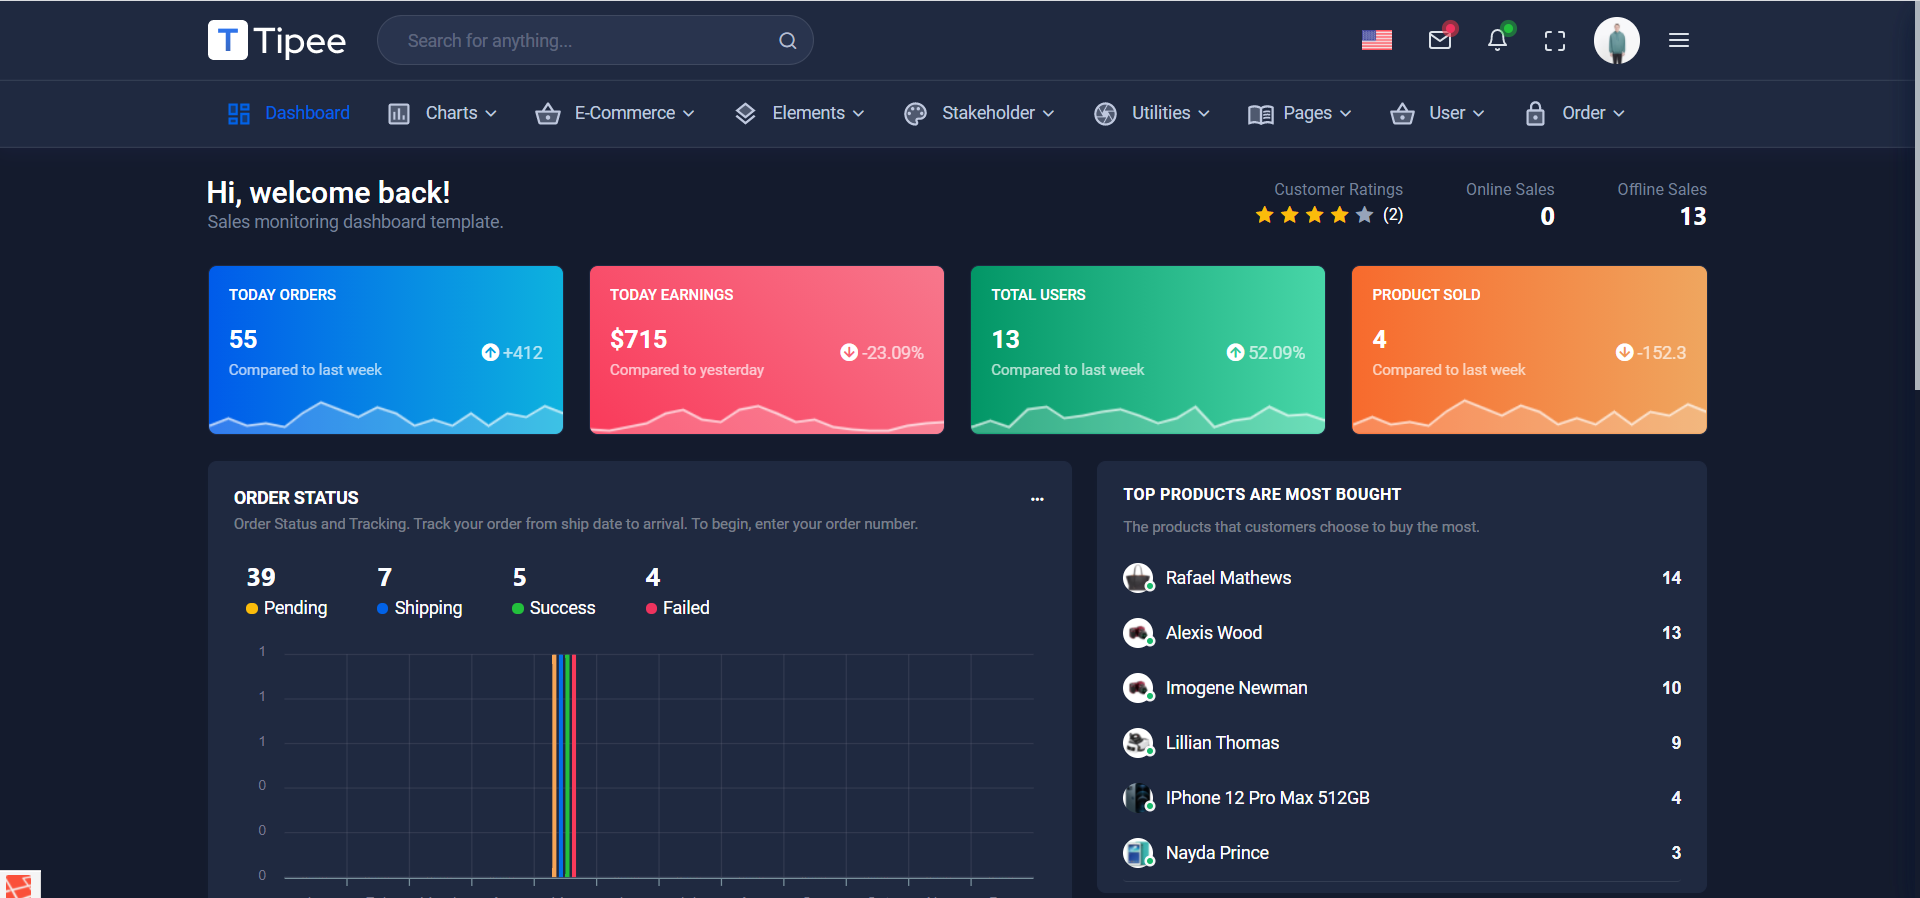 T Tipee
Search for anything...
Dashboard
Charts
E-Commerce
Elements
Stakeholder
Utilities
Pages
User
Order
Hi, welcome back!
Sales monitoring dashboard template.
Customer Ratings
(2)
Online Sales
0
Offline Sales
13
TODAY ORDERS
55
Compared to last week
+412
TODAY EARNINGS
$715
Compared to yesterday
-23.09%
TOTAL USERS
13
Compared to last week
52.09%
PRODUCT SOLD
4
Compared to last week
-152.3
ORDER STATUS
...
Order Status and Tracking. Track your order from ship date to arrival. To begin, enter your order number.
39
Pending
7
Shipping
5
Success
4
Failed
1
1
1
0
0
0
TOP PRODUCTS ARE MOST BOUGHT
The products that customers choose to buy the most.
Rafael Mathews 14
Alexis Wood 13
Imogene Newman 10
Lillian Thomas 9
IPhone 12 Pro Max 512GB 4
Nayda Prince 3